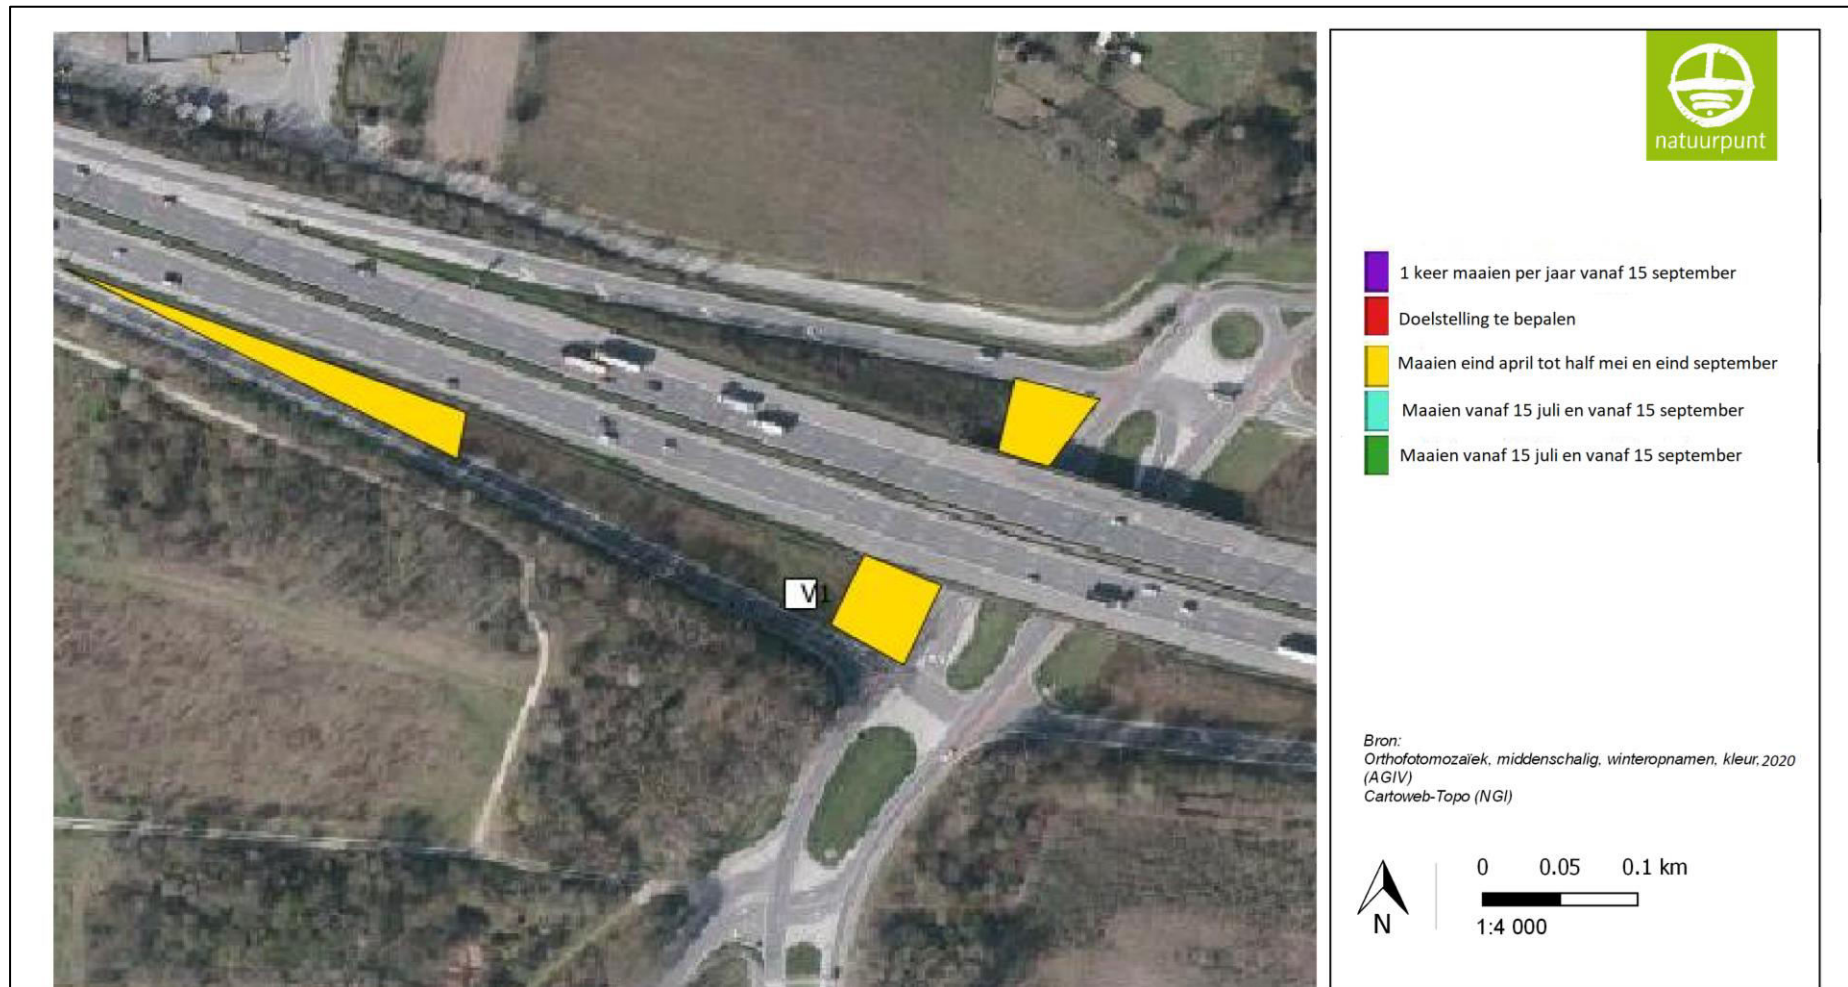 natuurpunt
1 keer maaien per jaar vanaf 15 september
Doelstelling te bepalen
Maaien eind april tot half mei en eind september
Maaien vanaf 15 juli en vanaf 15 september
Maaien vanaf 15 juli en vanaf 15 september
V1
Bron:
Orthofotomozaïek, middenschalig, winteropnamen, kleur, 2020
(AGIV)
Cartoweb-Topo (NGI)
N
0 0.05 0.1 km
1:4 000